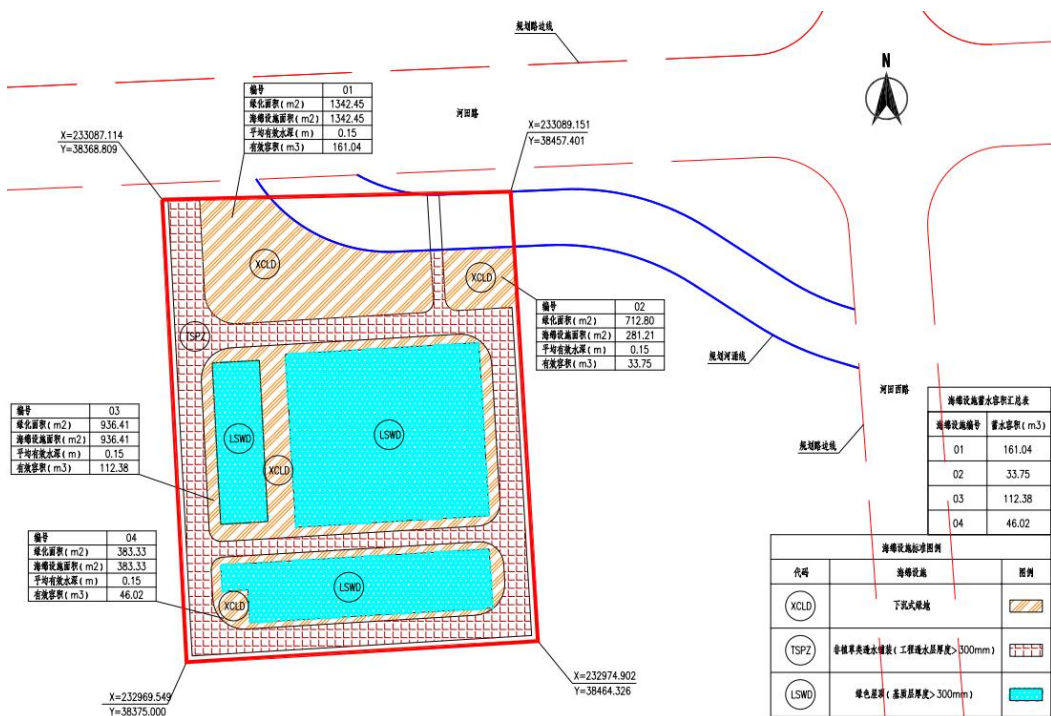 规划路边线
N
编号 01
绿化面积(m2) 1342.45
海绵设施面积(m2) 1342.45
平均有效水深(m) 0.15
有效容积(m3) 161.04
河田路
X=233087.114
Y=38368.809
X=233089.151
Y=38457.401
XCLD
XCLD
编号 02
绿化面积(m2) 712.80
海绵设施面积(m2) 281.21
平均有效水深(m) 0.15
有效容积(m3) 33.75
TSPZ
规划河涌线
河田西路
编号 03
绿化面积(m2) 936.41
海绵设施面积(m2) 936.41
平均有效水深(m) 0.15
有效容积(m3) 112.38
LSWD
LSWD
XCLD
规划路边线
海绵设施蓄水容积汇总表
海绵设施编号 蓄水容积(m3)
01 161.04
02 33.75
03 112.38
04 46.02
编号 04
绿化面积(m2) 383.33
海绵设施面积(m2) 383.33
平均有效水深(m) 0.15
有效容积(m3) 46.02
LSWD
XCLD
海绵设施标准图例
代码 海绵设施 图例
XCLD 下沉式绿地
TSPZ 非植草类透水铺装(工程透水层厚度>300mm)
LSWD 绿色屋顶(基质层厚度>300mm)
X=232969.549
Y=38375.000
X=232974.902
Y=38464.326